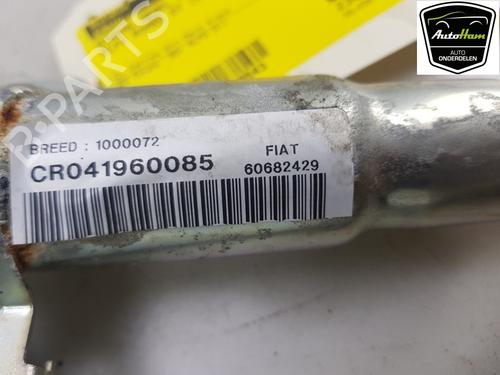 AutoHam
AUTO
ONDERDELEN
BREED : 1000072
FIAT
CR041960085
60682429
B-PARTS